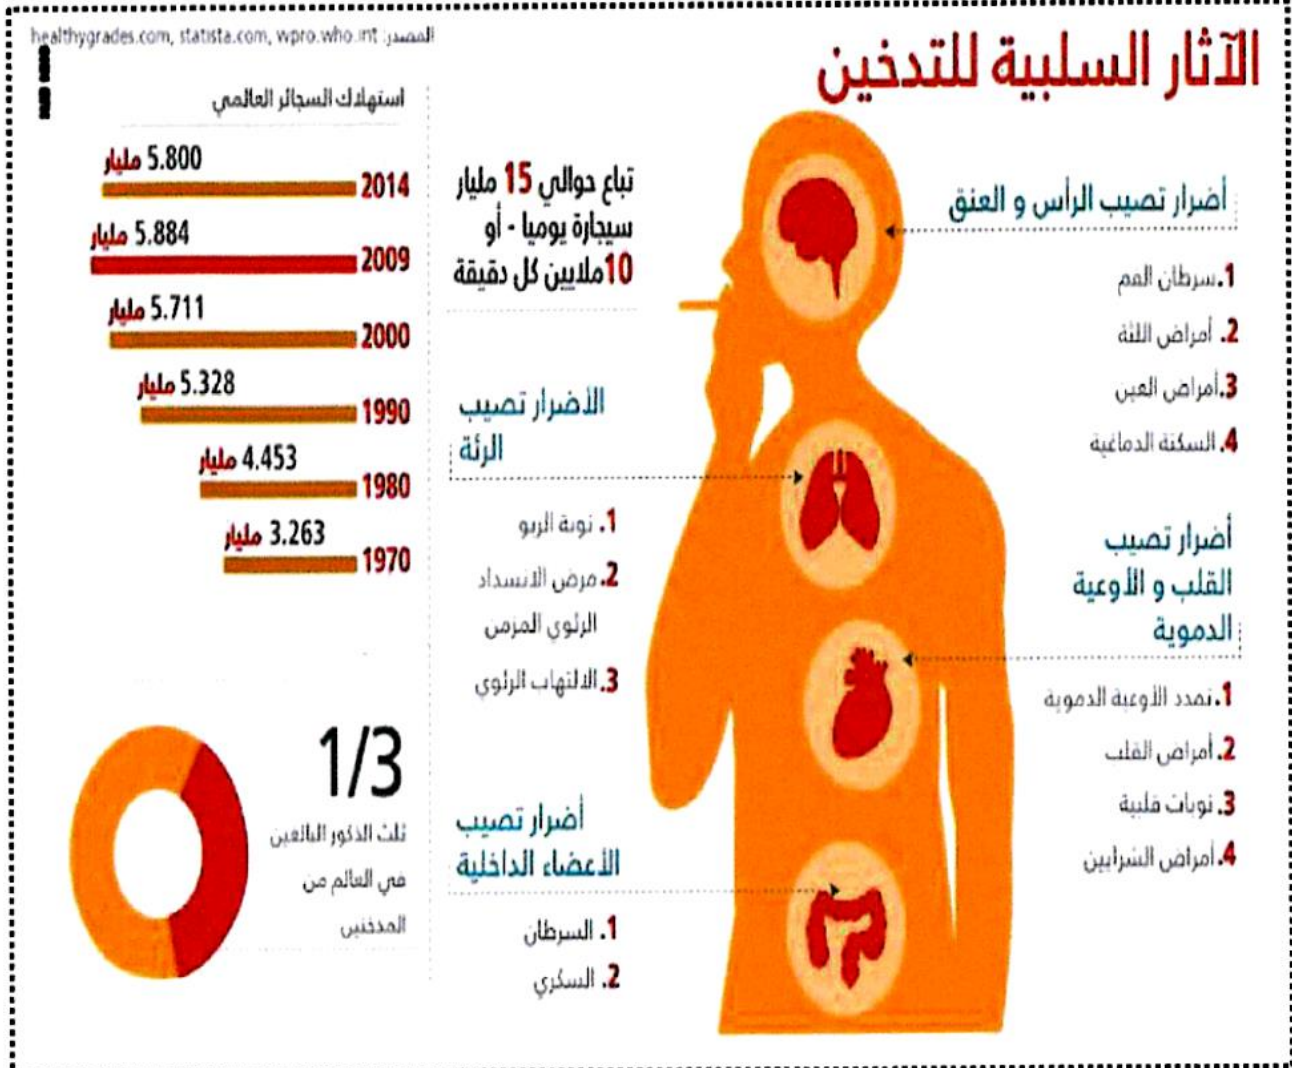 الآثار السلبية للتدخين
أضرار تصيب الرأس و العنق
1.سرطان الفم
2. أمراض اللثة
3.أمراض العين
4. السكتة الدماغية
أضرار تصيب
القلب و الأوعية
الدموية
1.تمدد الأوعية الدموية
2. أمراض القلب
3. نوبات قلبية
4. أمراض الشرايين
تباع حوالي 15 مليار
سيجارة يوميا - أو
10ملايين كل دقيقة
الأضرار تصيب
الرئة
1. نوبة الربو
2.مرض الانسداد
الرئوي المزمن
3.الالتهاب الرئوي
أضرار تصيب
الأعضاء الداخلية
1. السرطان
2. السكري
المصدر: healthygrades.com, statista.com, wpro.who.int
استهلاك السجائر العالمي
5.800 مليار
2014
5.884 مليار
2009
5.711 مليار
2000
5.328 مليار
1990
4.453 مليار
1980
3.263 مليار
1970
1/3
ثلث الذكور البالغين
في العالم من
المدخنين